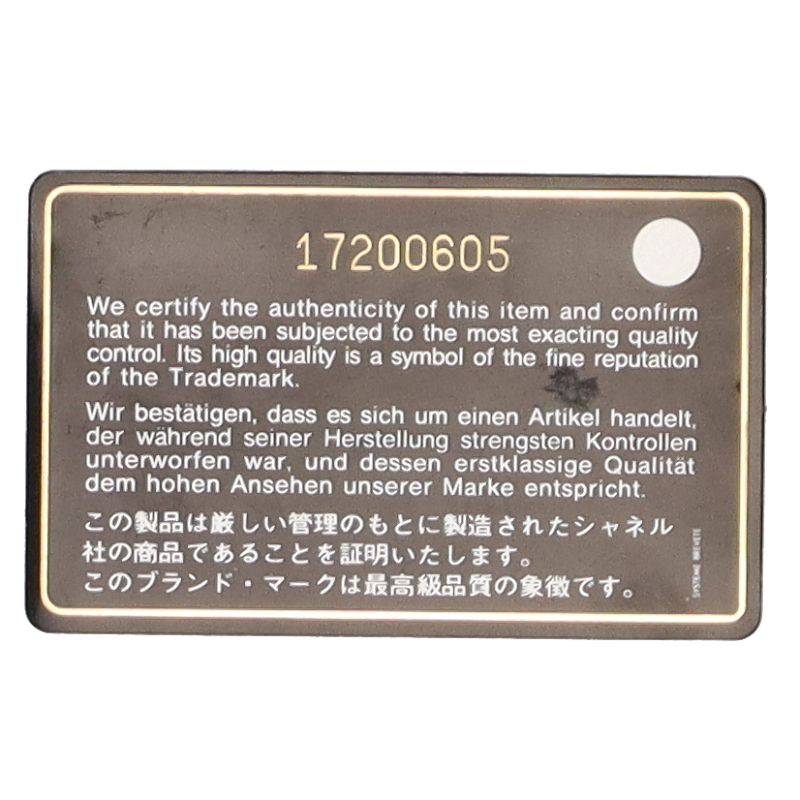 17200605
We certify the authenticity of this item and confirm
that it has been subjected to the most exacting quality
control. Its high quality is a symbol of the fine reputation
of the Trademark.
Wir bestätigen, dass es sich um einen Artikel handelt,
der während seiner Herstellung strengsten Kontrollen
unterworfen war, und dessen erstklassige Qualität
dem hohen Ansehen unserer Marke entspricht.
この製品は厳しい管理のもとに製造されたシャネル
社の商品であることを証明いたします。
このブランド・マークは最高級品質の象徴です。
SYSTEME BREVETE